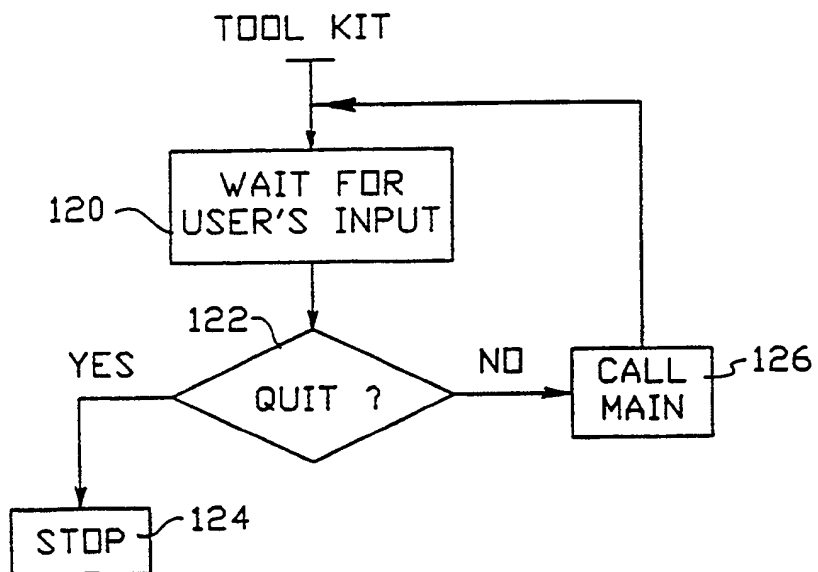 TOOL KIT
WAIT FOR
USER'S INPUT
120
122
YES
QUIT ?
NO
CALL
MAIN
126
STOP
124